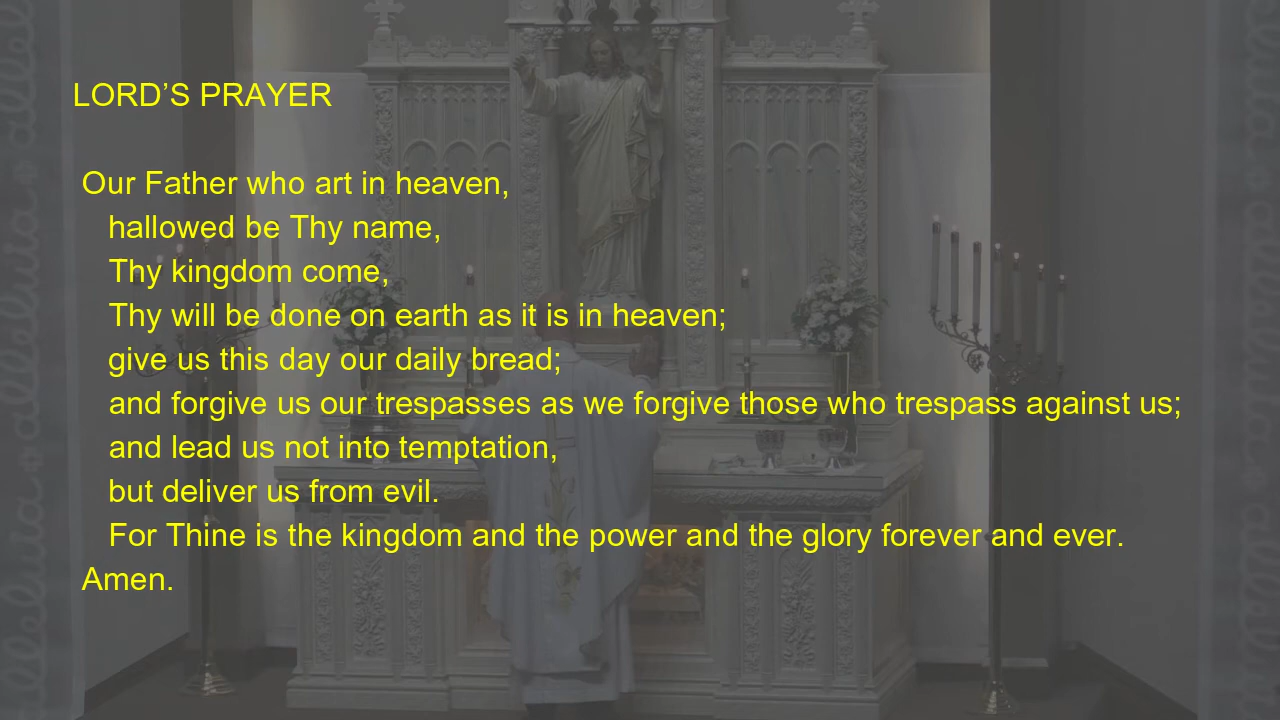 LORD’S PRAYER
Our Father who art in heaven,
hallowed be Thy name,
Thy kingdom come,
Thy will be done on earth as it is in heaven;
give us this day our daily bread;
and forgive us our trespasses as we forgive those who trespass against us;
and lead us not into temptation,
but deliver us from evil.
For Thine is the kingdom and the power and the glory forever and ever.
Amen.